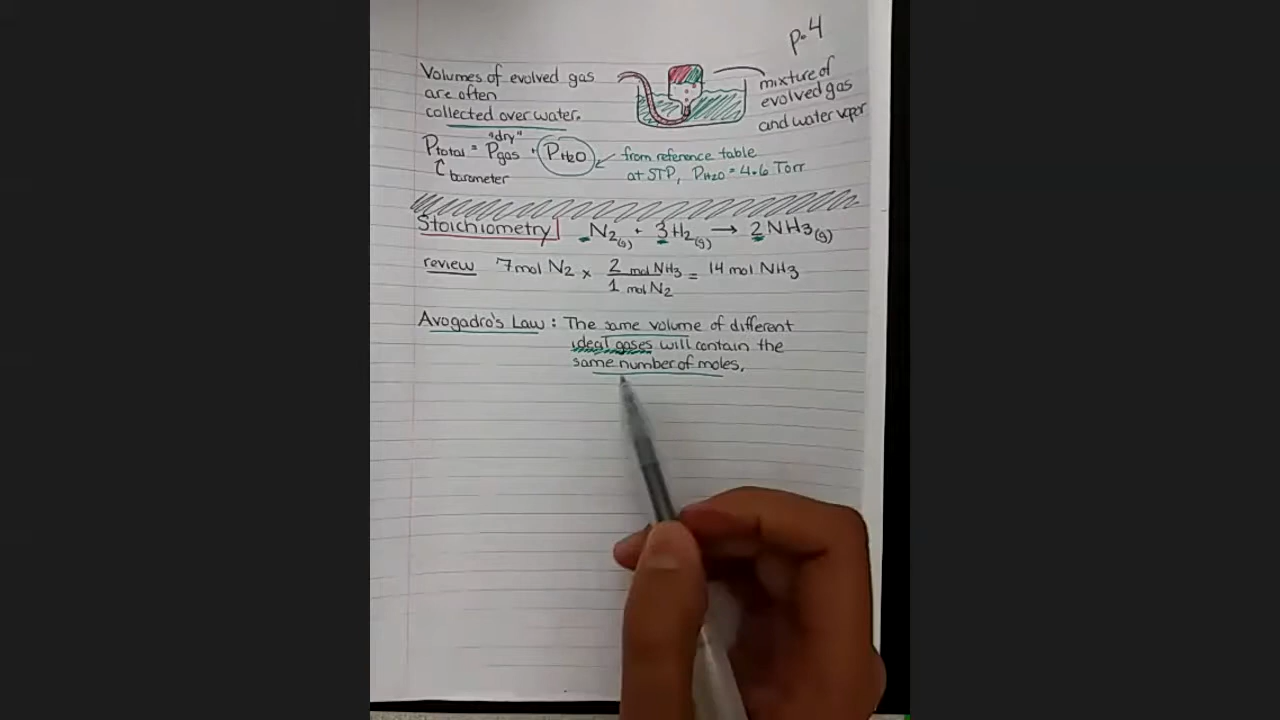 p.4
Volumes of evolved gas
are often
collected over water.
mixture of
evolved gas
and water vapor
Ptotal = "dry" Pgas + PH2O
barometer
from reference table
at STP, PH2O = 4.6 Torr
Stoichiometry N2(g) + 3H2(g) → 2NH3(g)
review 7 mol N2 x 2 mol NH3 / 1 mol N2 = 14 mol NH3
Avogadro's Law : The same volume of different
ideal gases will contain the
same number of moles.